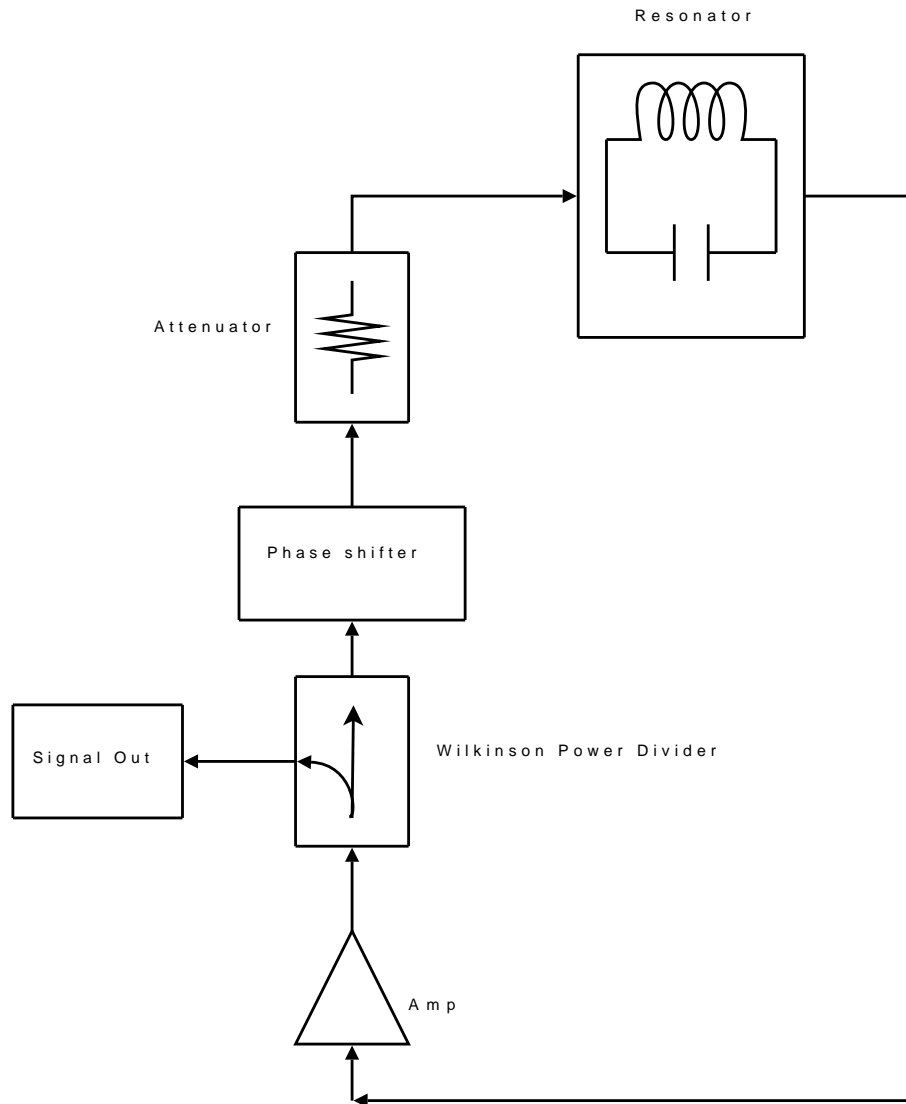 Resonator
Attenuator
Phase shifter
Signal Out
Wilkinson Power Divider
Amp